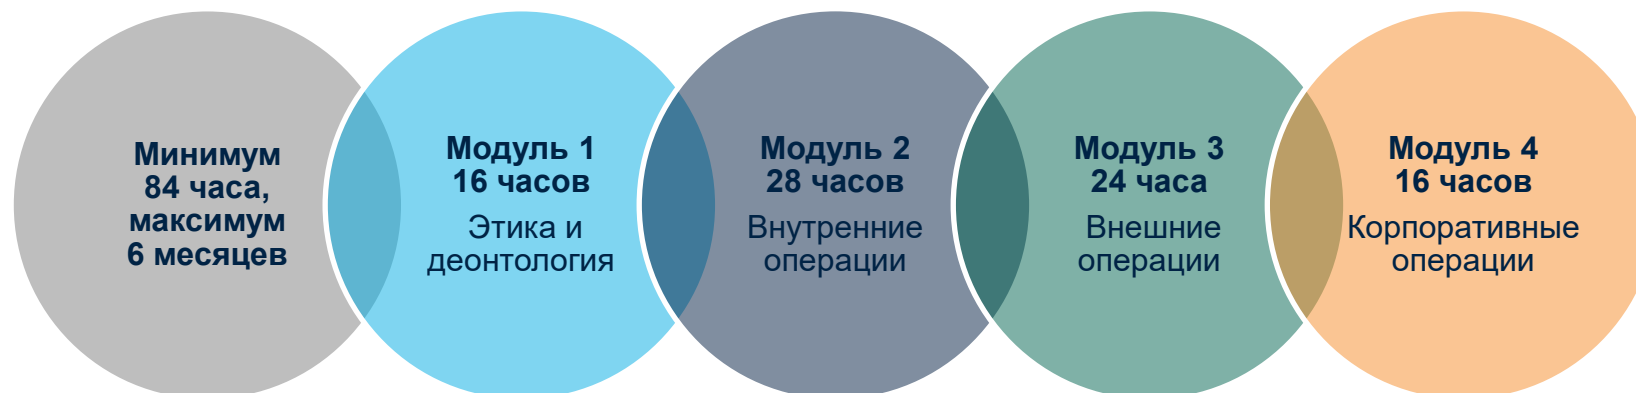 Минимум
84 часа,
максимум
6 месяцев
Модуль 1
16 часов
Этика и
деонтология
Модуль 2
28 часов
Внутренние
операции
Модуль 3
24 часа
Внешние
операции
Модуль 4
16 часов
Корпоративные
операции